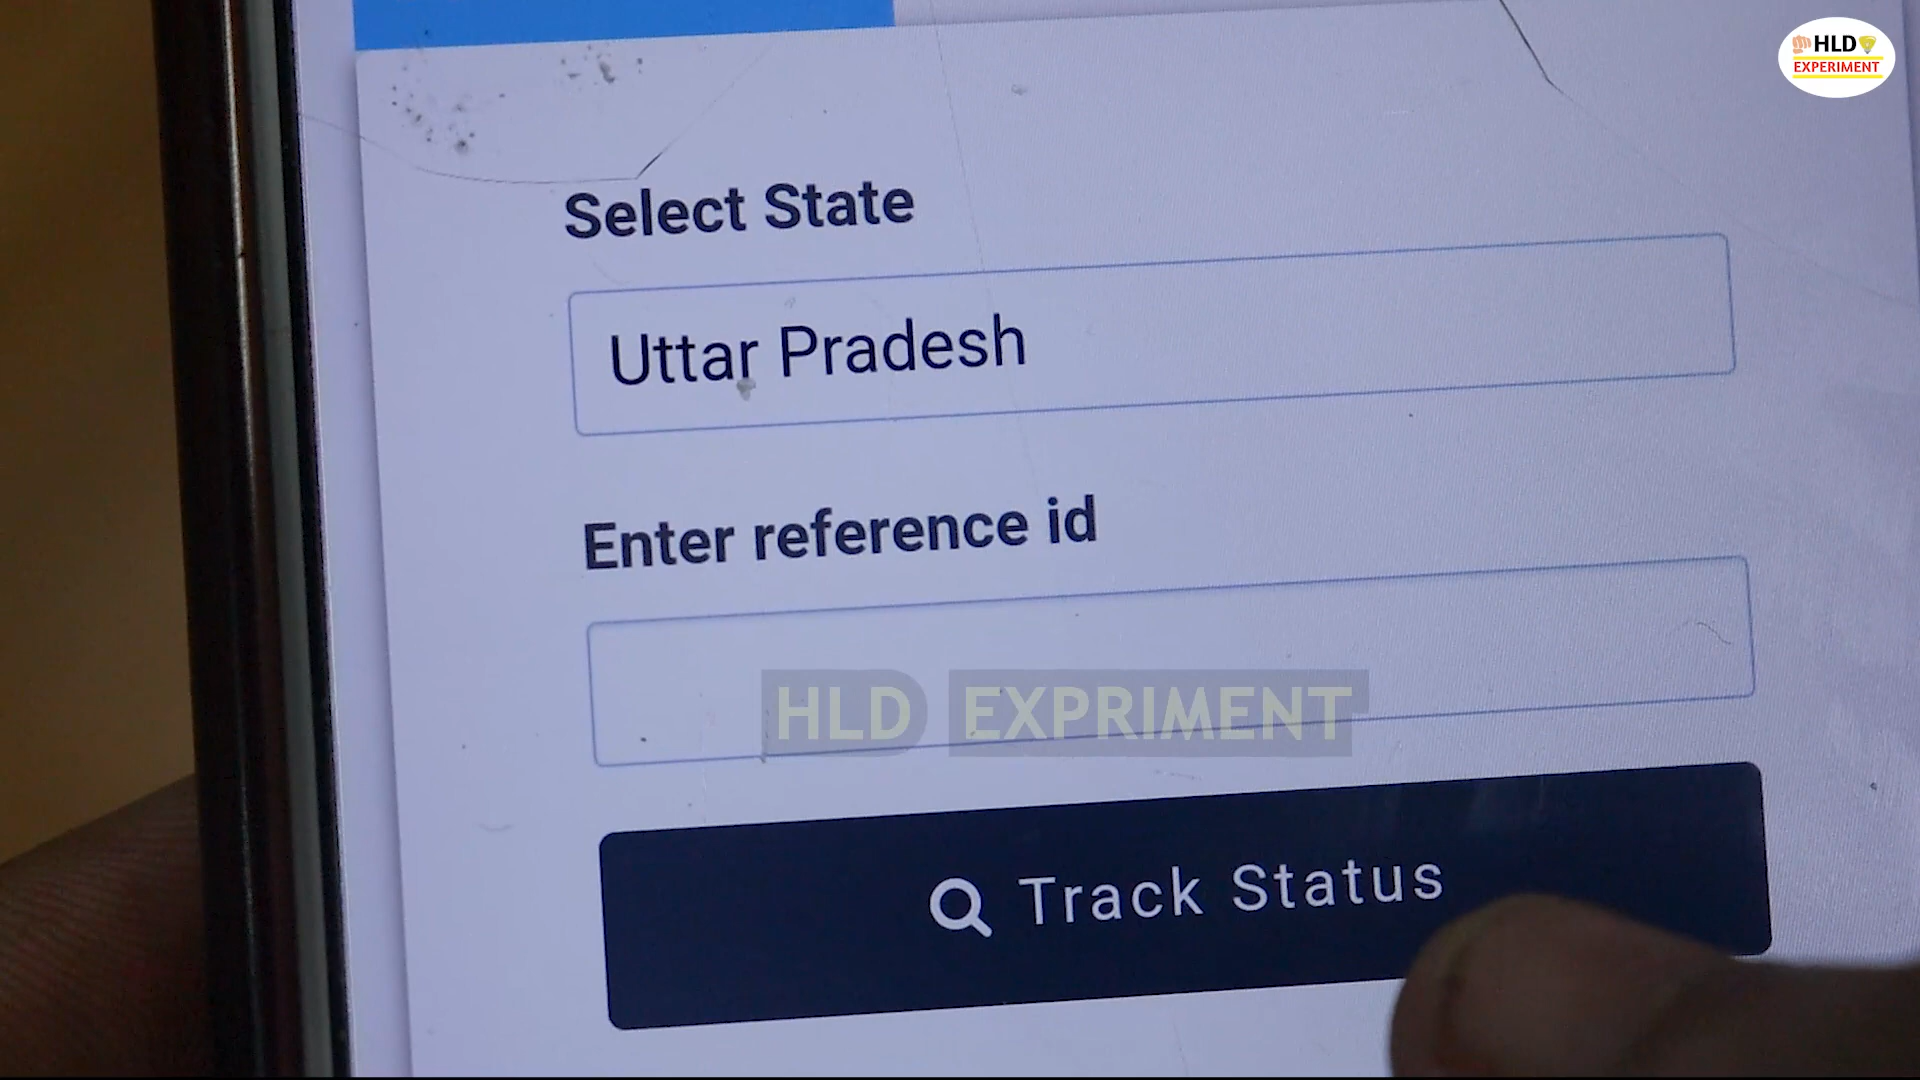 HLD
EXPERIMENT
Select State
Uttar Pradesh
Enter reference id
HLD EXPRIMENT
Track Status